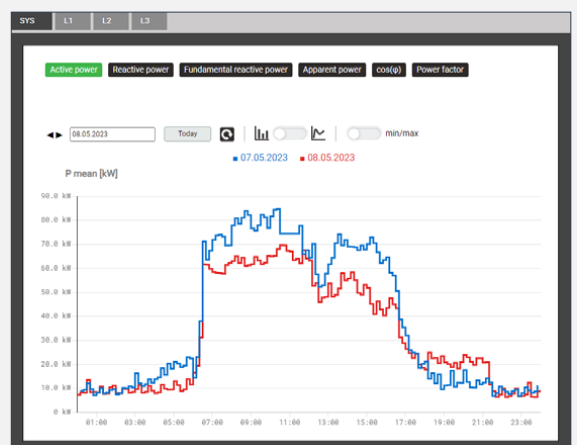 SYS L1 L2 L3
Active power Reactive power Fundamental reactive power Apparent power cos(φ) Power factor
08.05.2023 Today min/max
07.05.2023 08.05.2023
P mean [kW]
90.0 kW
80.0 kW
70.0 kW
60.0 kW
50.0 kW
40.0 kW
30.0 kW
20.0 kW
10.0 kW
0 kW
01:00 03:00 05:00 07:00 09:00 11:00 13:00 15:00 17:00 19:00 21:00 23:00